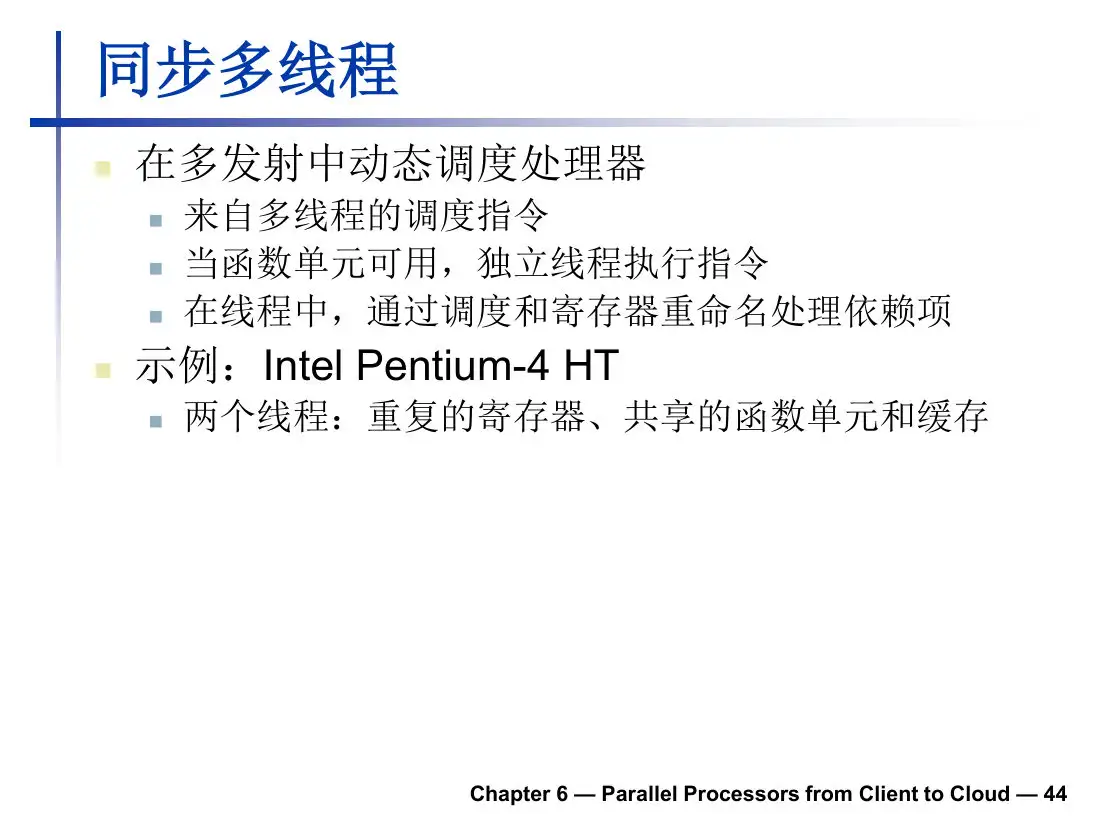 同步多线程
在多发射中动态调度处理器
来自多线程的调度指令
当函数单元可用，独立线程执行指令
在线程中，通过调度和寄存器重命名处理依赖项
示例：Intel Pentium-4 HT
两个线程：重复的寄存器、共享的函数单元和缓存
Chapter 6 — Parallel Processors from Client to Cloud — 44